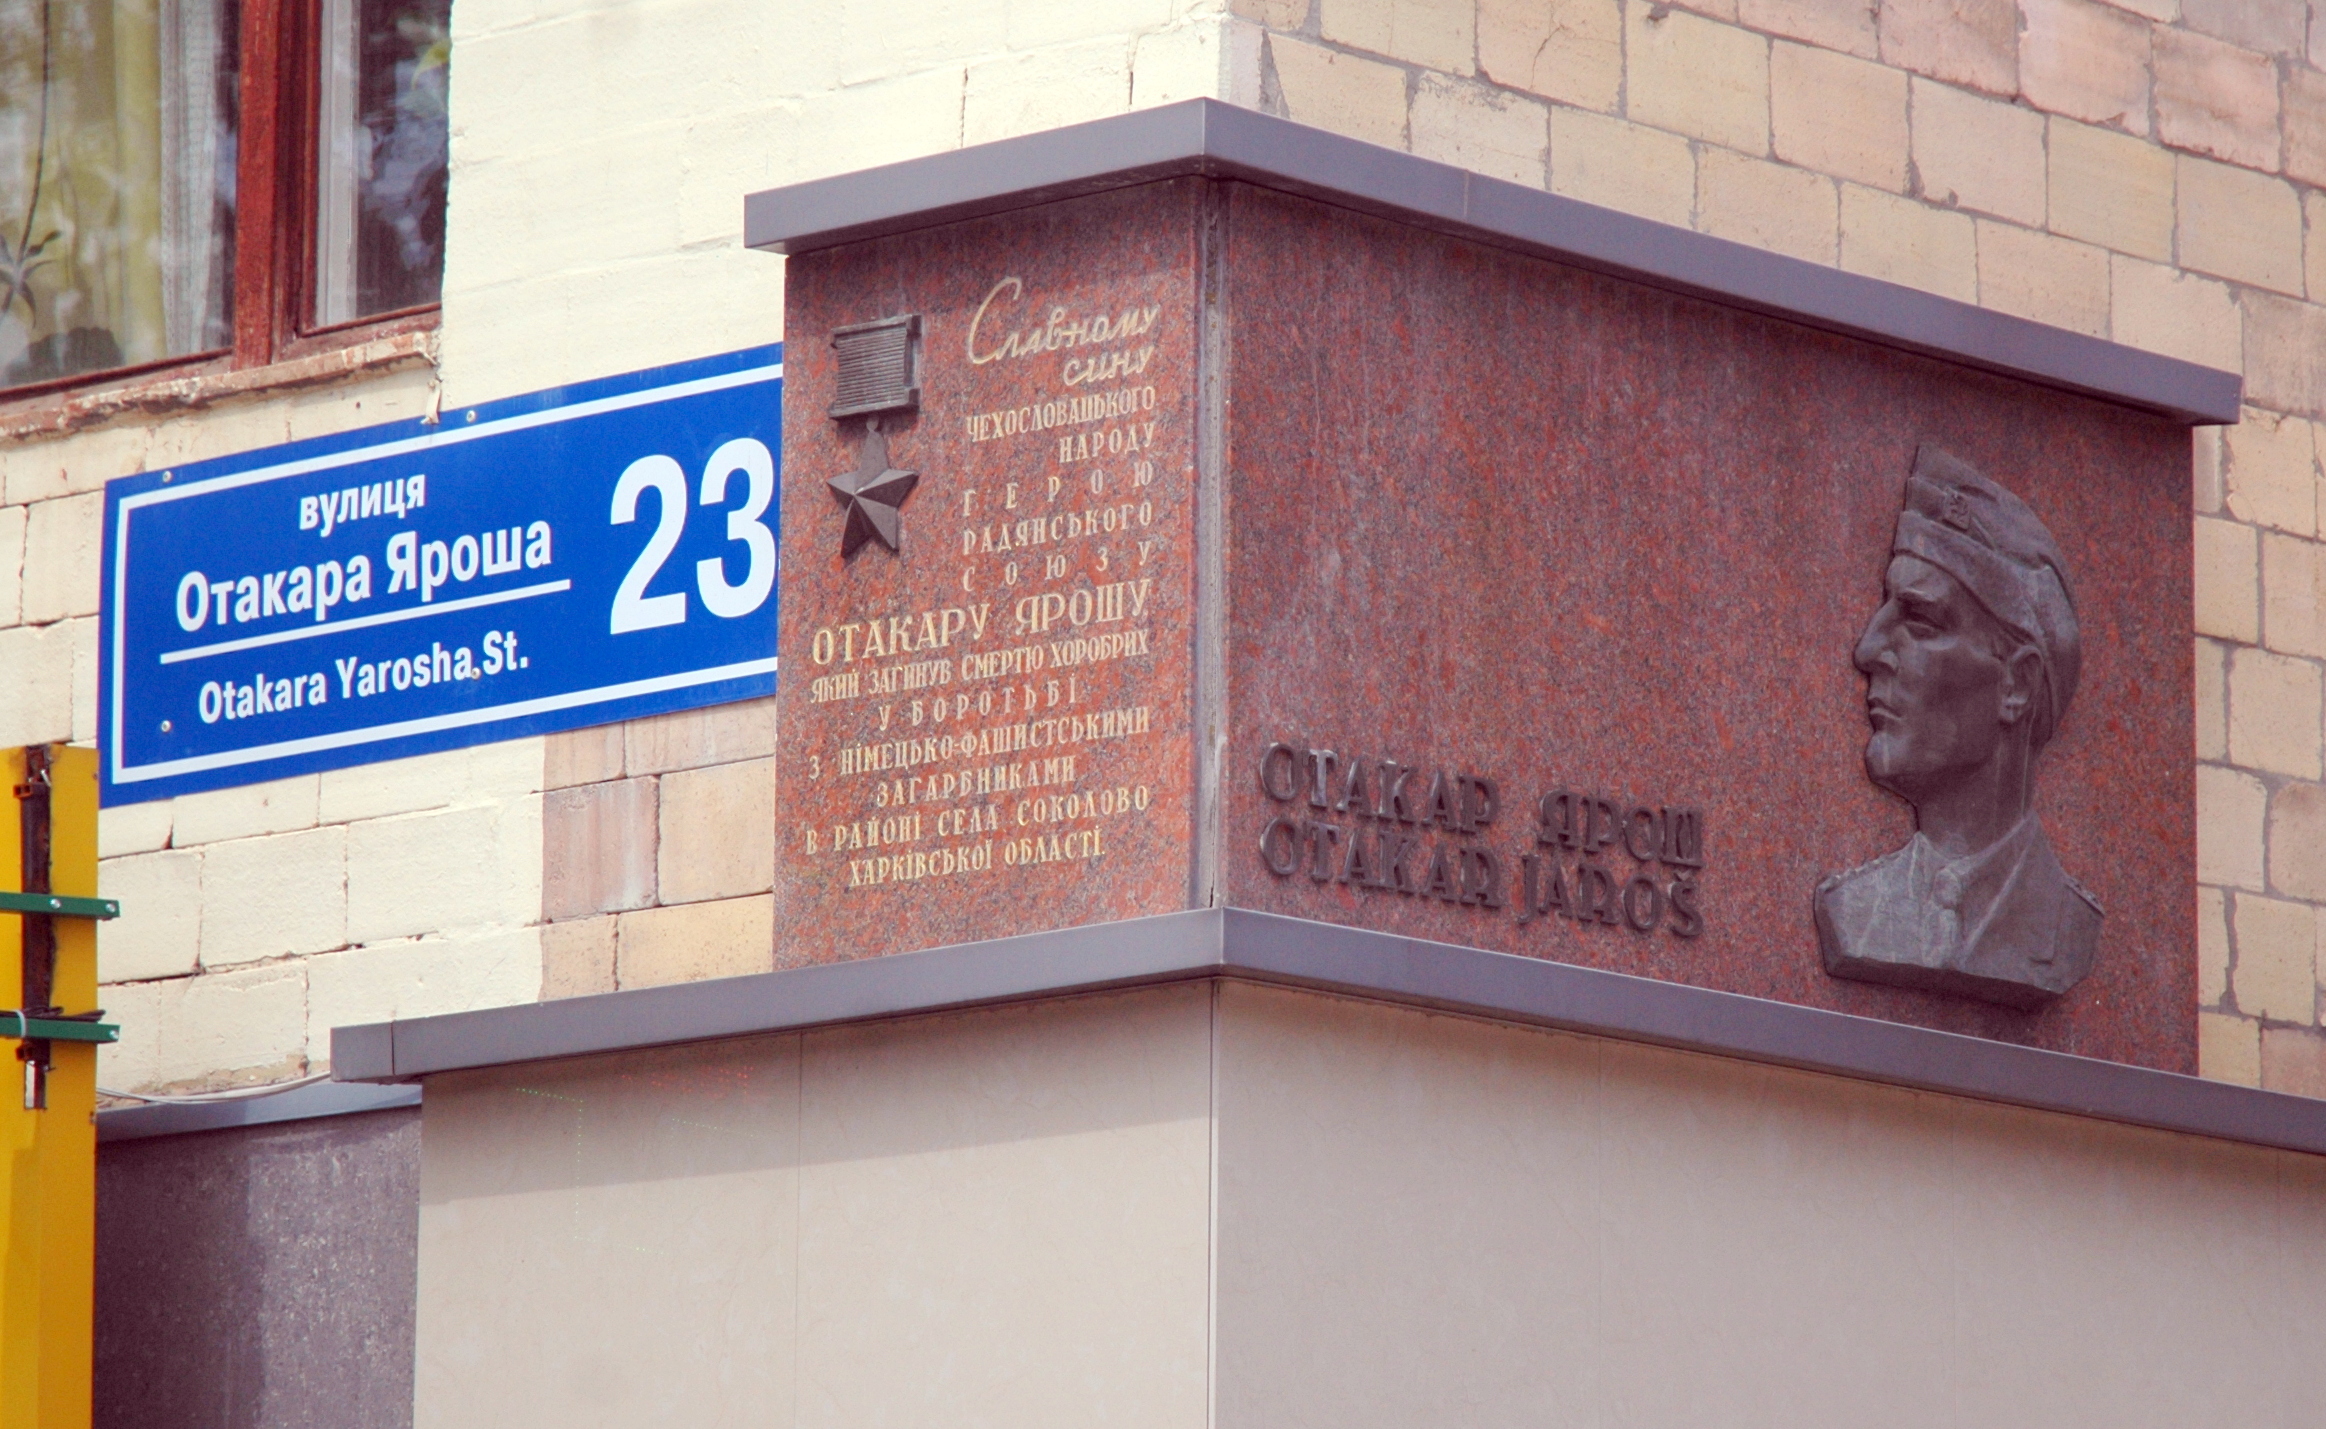 вулиця
Отакара Яроша
Otakara Yarosha St.
23
Славному
сину
ЧЕХОСЛОВАЦЬКОГО
НАРОДУ
ГЕРОЮ
РАДЯНСЬКОГО
СОЮЗУ
ОТАКАРУ ЯРОШУ
ЯКИЙ ЗАГИНУВ СМЕРТЮ ХОРОБРИХ
У БОРОТЬБІ
З НІМЕЦЬКО-ФАШИСТСЬКИМИ
ЗАГАРБНИКАМИ
В РАЙОНІ СЕЛА СОКОЛОВО
ХАРКІВСЬКОЇ ОБЛАСТІ.
ОТАКАР ЯРОШ
OTAKAR JAROŠ